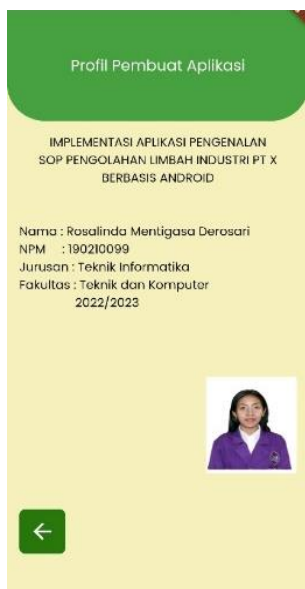 Profil Pembuat Aplikasi
IMPLEMENTASI APLIKASI PENGENALAN
SOP PENGOLAHAN LIMBAH INDUSTRI PT X
BERBASIS ANDROID
Nama : Rosalinda Mentigasa Derosari
NPM : 190210099
Jurusan : Teknik Informatika
Fakultas : Teknik dan Komputer
2022/2023